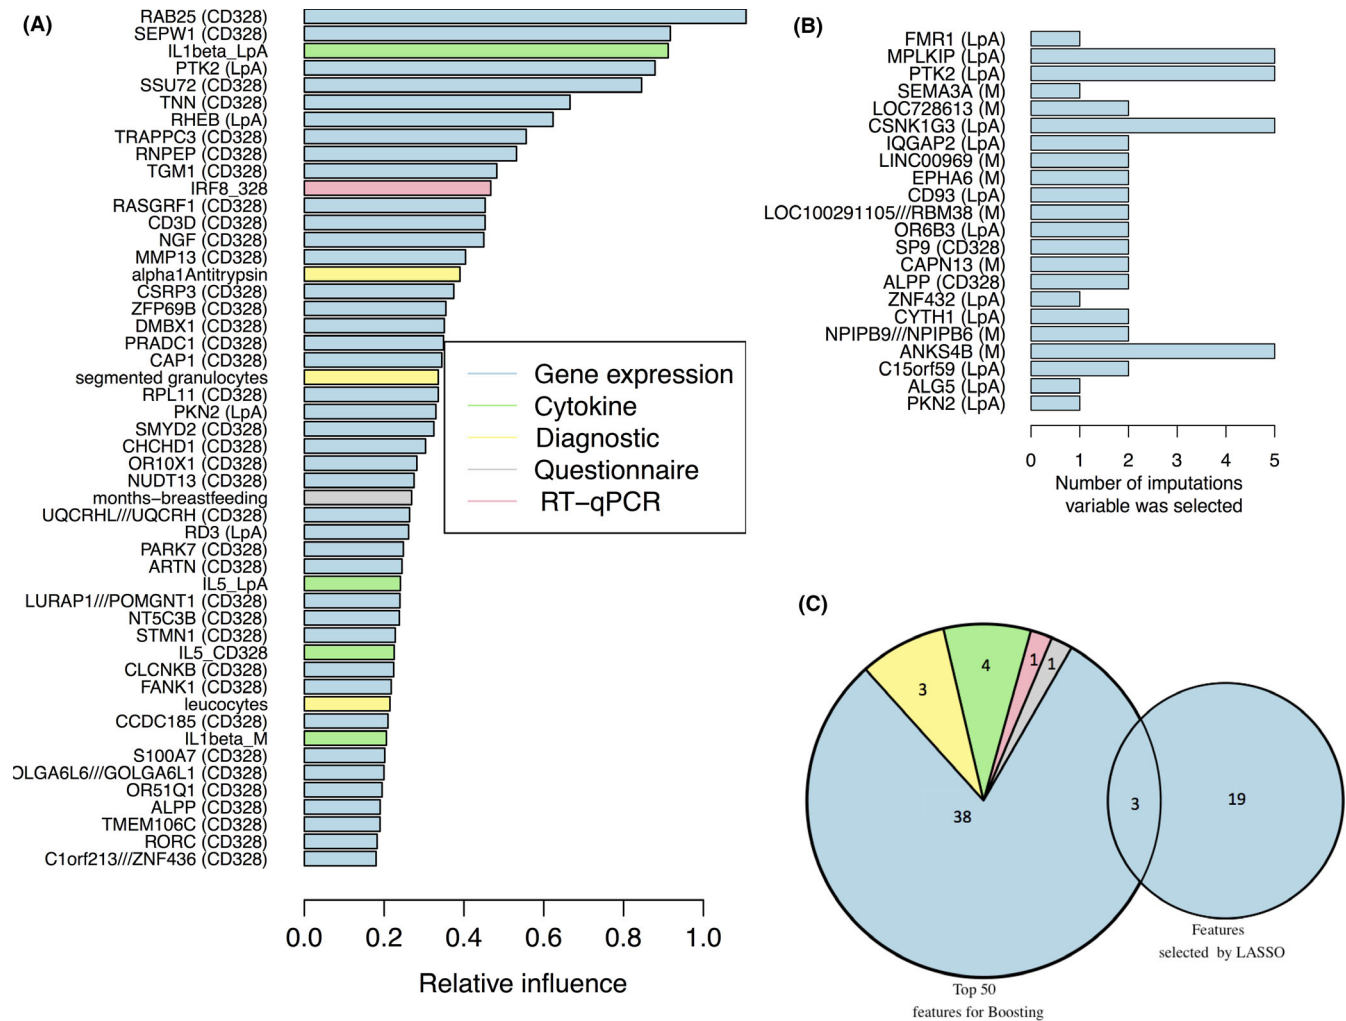 (A)
RAB25 (CD328)
SEPW1 (CD328)
IL1beta_LpA
PTK2 (LpA)
SSU72 (CD328)
TNN (CD328)
RHEB (LpA)
TRAPPC3 (CD328)
RNPEP (CD328)
TGM1 (CD328)
IRF8_328
RASGRF1 (CD328)
CD3D (CD328)
NGF (CD328)
MMP13 (CD328)
alpha1Antitrypsin
CSRP3 (CD328)
ZFP69B (CD328)
DMBX1 (CD328)
PRADC1 (CD328)
CAP1 (CD328)
segmented granulocytes
RPL11 (CD328)
PKN2 (LpA)
SMYD2 (CD328)
CHCHD1 (CD328)
OR10X1 (CD328)
NUDT13 (CD328)
months−breastfeeding
UQCRHL///UQCRH (CD328)
RD3 (LpA)
PARK7 (CD328)
ARTN (CD328)
IL5_LpA
LURAP1///POMGNT1 (CD328)
NT5C3B (CD328)
STMN1 (CD328)
IL5_CD328
CLCNKB (CD328)
FANK1 (CD328)
leucocytes
CCDC185 (CD328)
IL1beta_M
S100A7 (CD328)
OLGA6L6///GOLGA6L1 (CD328)
OR51Q1 (CD328)
ALPP (CD328)
TMEM106C (CD328)
RORC (CD328)
C1orf213///ZNF436 (CD328)
0.0 0.2 0.4 0.6 0.8 1.0
Relative influence
Gene expression
Cytokine
Diagnostic
Questionnaire
RT−qPCR
(B)
FMR1 (LpA)
MPLKIP (LpA)
PTK2 (LpA)
SEMA3A (M)
LOC728613 (M)
CSNK1G3 (LpA)
IQGAP2 (LpA)
LINC00969 (M)
EPHA6 (M)
CD93 (LpA)
LOC100291105///RBM38 (M)
OR6B3 (LpA)
SP9 (CD328)
CAPN13 (M)
ALPP (CD328)
ZNF432 (LpA)
CYTH1 (LpA)
NPIPB9///NPIPB6 (M)
ANKS4B (M)
C15orf59 (LpA)
ALG5 (LpA)
PKN2 (LpA)
0 1 2 3 4 5
Number of imputations
variable was selected
(C)
3
4
1
1
38
3
19
Features
selected by LASSO
Top 50
features for Boosting